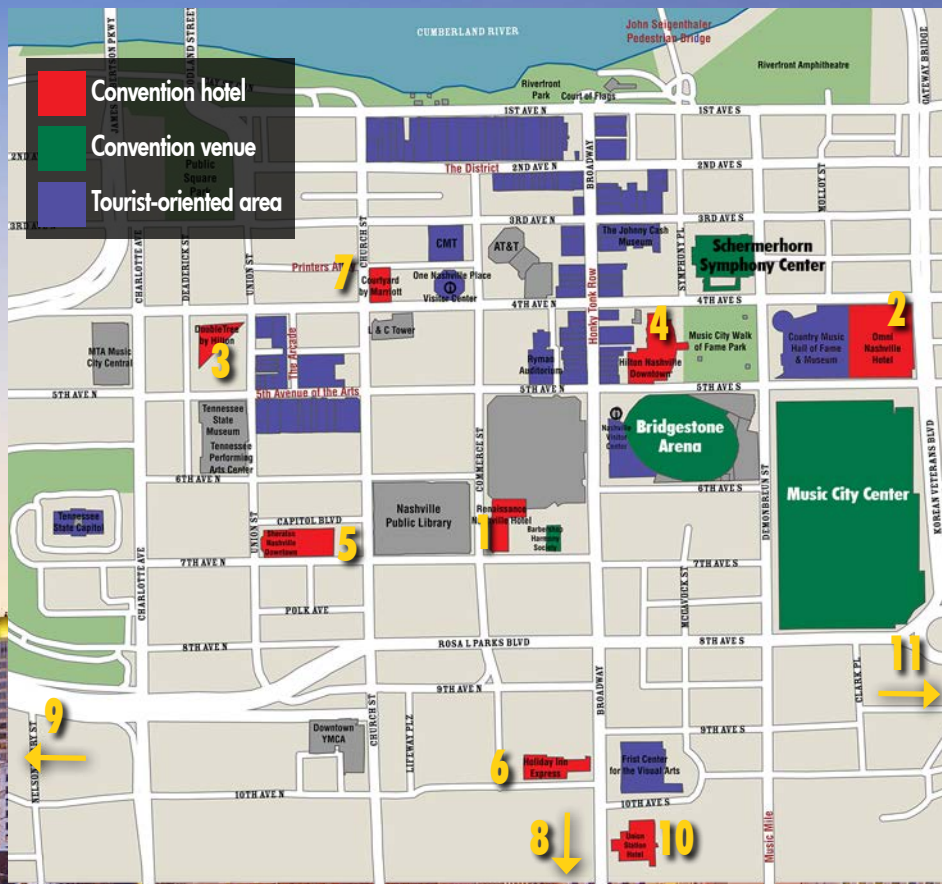 CUMBERLAND RIVER
John Seigenthaler
Pedestrian Bridge
Riverfront Amphitheatre
GATEWAY BRIDGE
Riverfront
Park
Court of Flags
Convention hotel
Convention venue
Tourist-oriented area
1ST AVE N
1ST AVE S
Public
Square
Park
The District
2ND AVE N
BROADWAY
2ND AVE S
MOLLOY ST
3RD AVE N
3RD AVE S
CHARLOTTE AVE
DEADERICK ST
UNION ST
CHURCH ST
CMT
AT&T
The Johnny Cash
Museum
SYMPHONY PL
Schermerhorn
Symphony Center
7
Courtyard
by Marriott
One Nashville Place
Visitor Center
Honky Tonk Row
4TH AVE N
4TH AVE S
DoubleTree
by Hilton
3
MTA Music
City Central
The Arcade
L & C Tower
Ryman
Auditorium
4
Hilton Nashville
Downtown
Music City Walk
of Fame Park
Country Music
Hall of Fame
& Museum
2
Omni
Nashville
Hotel
5TH AVE N
5th Avenue of the Arts
5TH AVE N
5TH AVE S
Tennessee
State
Museum
Tennessee
Performing
Arts Center
COMMERCE ST
Nashville
Visitor
Center
Bridgestone
Arena
6TH AVE N
6TH AVE S
DEMONBREUN ST
Music City Center
KOREAN VETERANS BLVD
Tennessee
State Capitol
UNION ST
CAPITOL BLVD
Sheraton
Nashville
Downtown
5
Nashville
Public Library
1
Renaissance
Nashville Hotel
Barbershop
Harmony
Society
7TH AVE N
7TH AVE S
CHARLOTTE AVE
POLK AVE
MCGAVOCK ST
8TH AVE N
ROSA L PARKS BLVD
8TH AVE S
9TH AVE N
BROADWAY
CLARK PL
11
9
CHURCH ST
LIFEWAY PLZ
Downtown
YMCA
9TH AVE S
6
Holiday Inn
Express
Frist Center
for the Visual Arts
10TH AVE N
10TH AVE S
8
Union
Station
Hotel
10
Music Mile